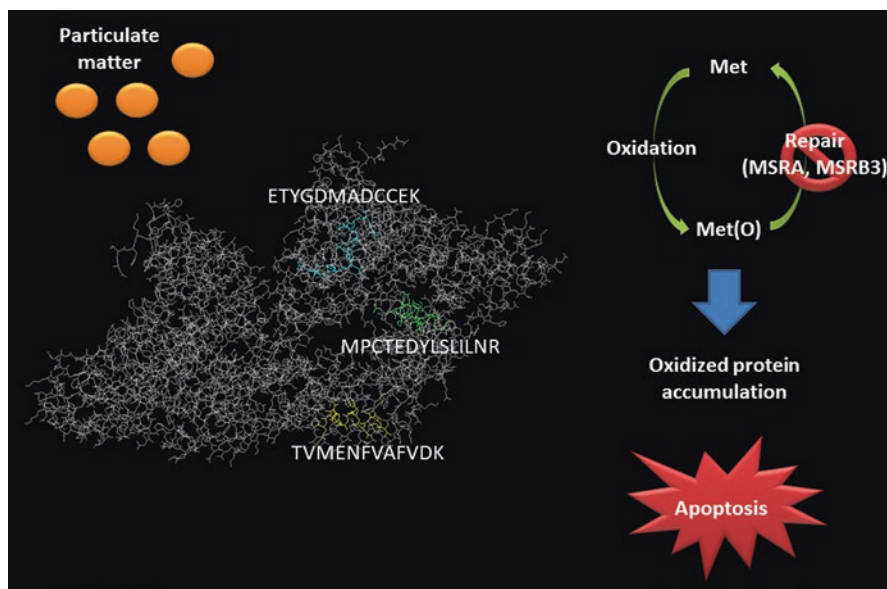 Particulate
matter
ETYGDMADCCEK
MPCTEDYLSLILNR
TVMENFVAFVDK
Met
Oxidation
Repair
(MSRA, MSRB3)
Met(O)
Oxidized protein
accumulation
Apoptosis